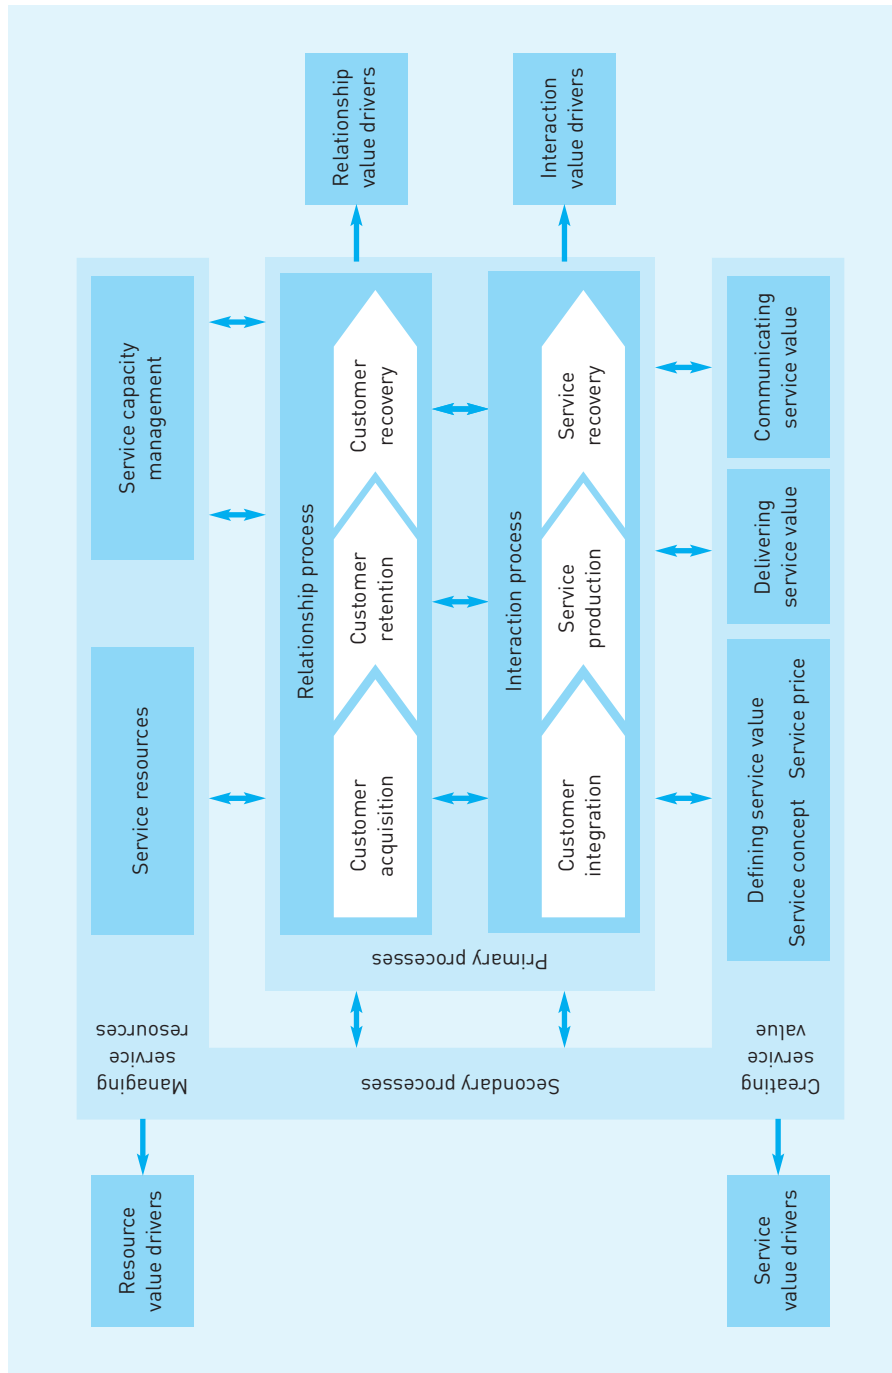 Relationship
value drivers
Interaction
value drivers
Service capacity
management
Service resources
Managing
service
resources
Resource
value drivers
Primary processes
Relationship process
Customer
acquisition
Customer
retention
Customer
recovery
Interaction process
Customer
integration
Service
production
Service
recovery
Secondary processes
Creating
service
value
Defining service value
Service concept Service price
Delivering
service value
Communicating
service value
Service
value drivers